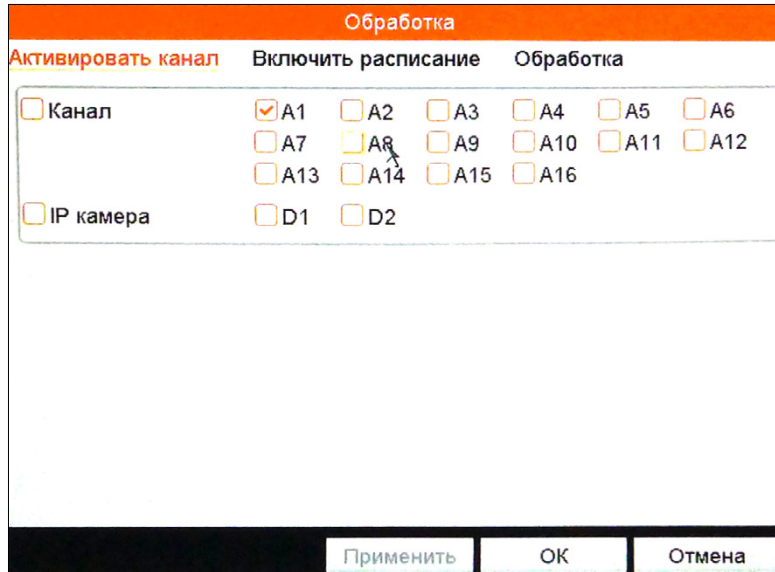 Обработка
Активировать канал Включить расписание Обработка
Канал A1 A2 A3 A4 A5 A6
A7 A8 A9 A10 A11 A12
A13 A14 A15 A16
IP камера D1 D2
Применить ОК Отмена